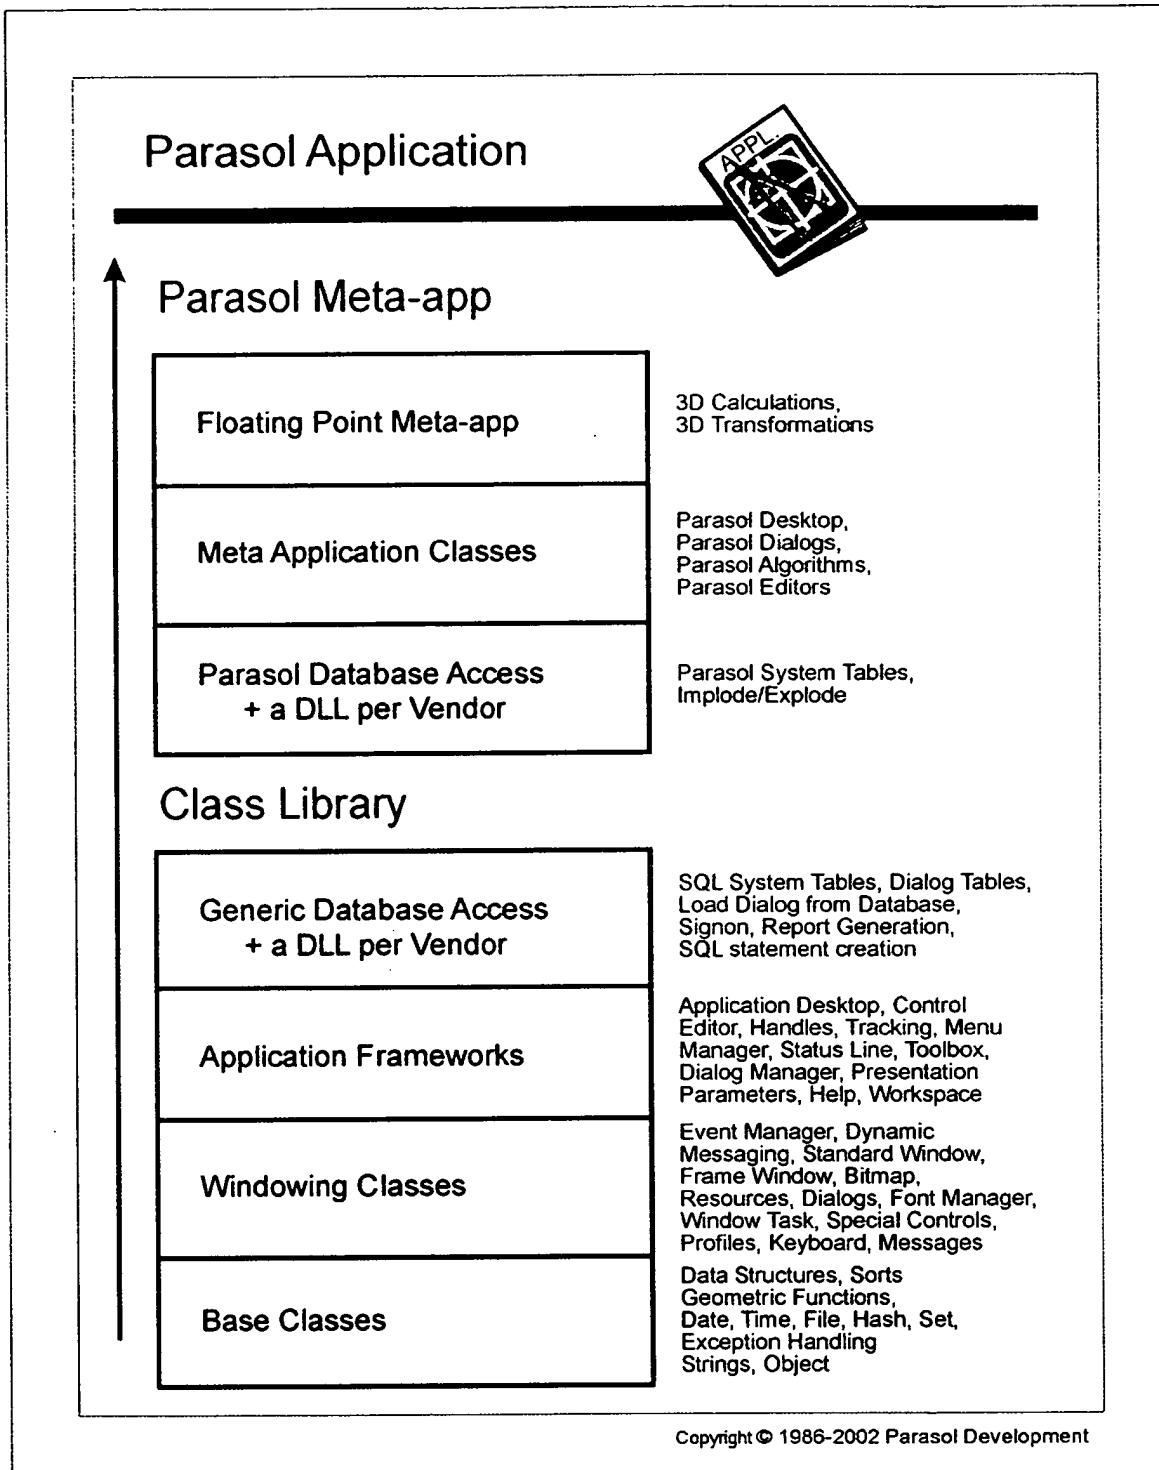 Parasol Application
APPL.
Parasol Meta-app
Floating Point Meta-app
3D Calculations,
3D Transformations
Meta Application Classes
Parasol Desktop,
Parasol Dialogs,
Parasol Algorithms,
Parasol Editors
Parasol Database Access
+ a DLL per Vendor
Parasol System Tables,
Implode/Explode
Class Library
Generic Database Access
+ a DLL per Vendor
SQL System Tables, Dialog Tables,
Load Dialog from Database,
Signon, Report Generation,
SQL statement creation
Application Frameworks
Application Desktop, Control
Editor, Handles, Tracking, Menu
Manager, Status Line, Toolbox,
Dialog Manager, Presentation
Parameters, Help, Workspace
Windowing Classes
Event Manager, Dynamic
Messaging, Standard Window,
Frame Window, Bitmap,
Resources, Dialogs, Font Manager,
Window Task, Special Controls,
Profiles, Keyboard, Messages
Base Classes
Data Structures, Sorts
Geometric Functions,
Date, Time, File, Hash, Set,
Exception Handling
Strings, Object
Copyright © 1986-2002 Parasol Development